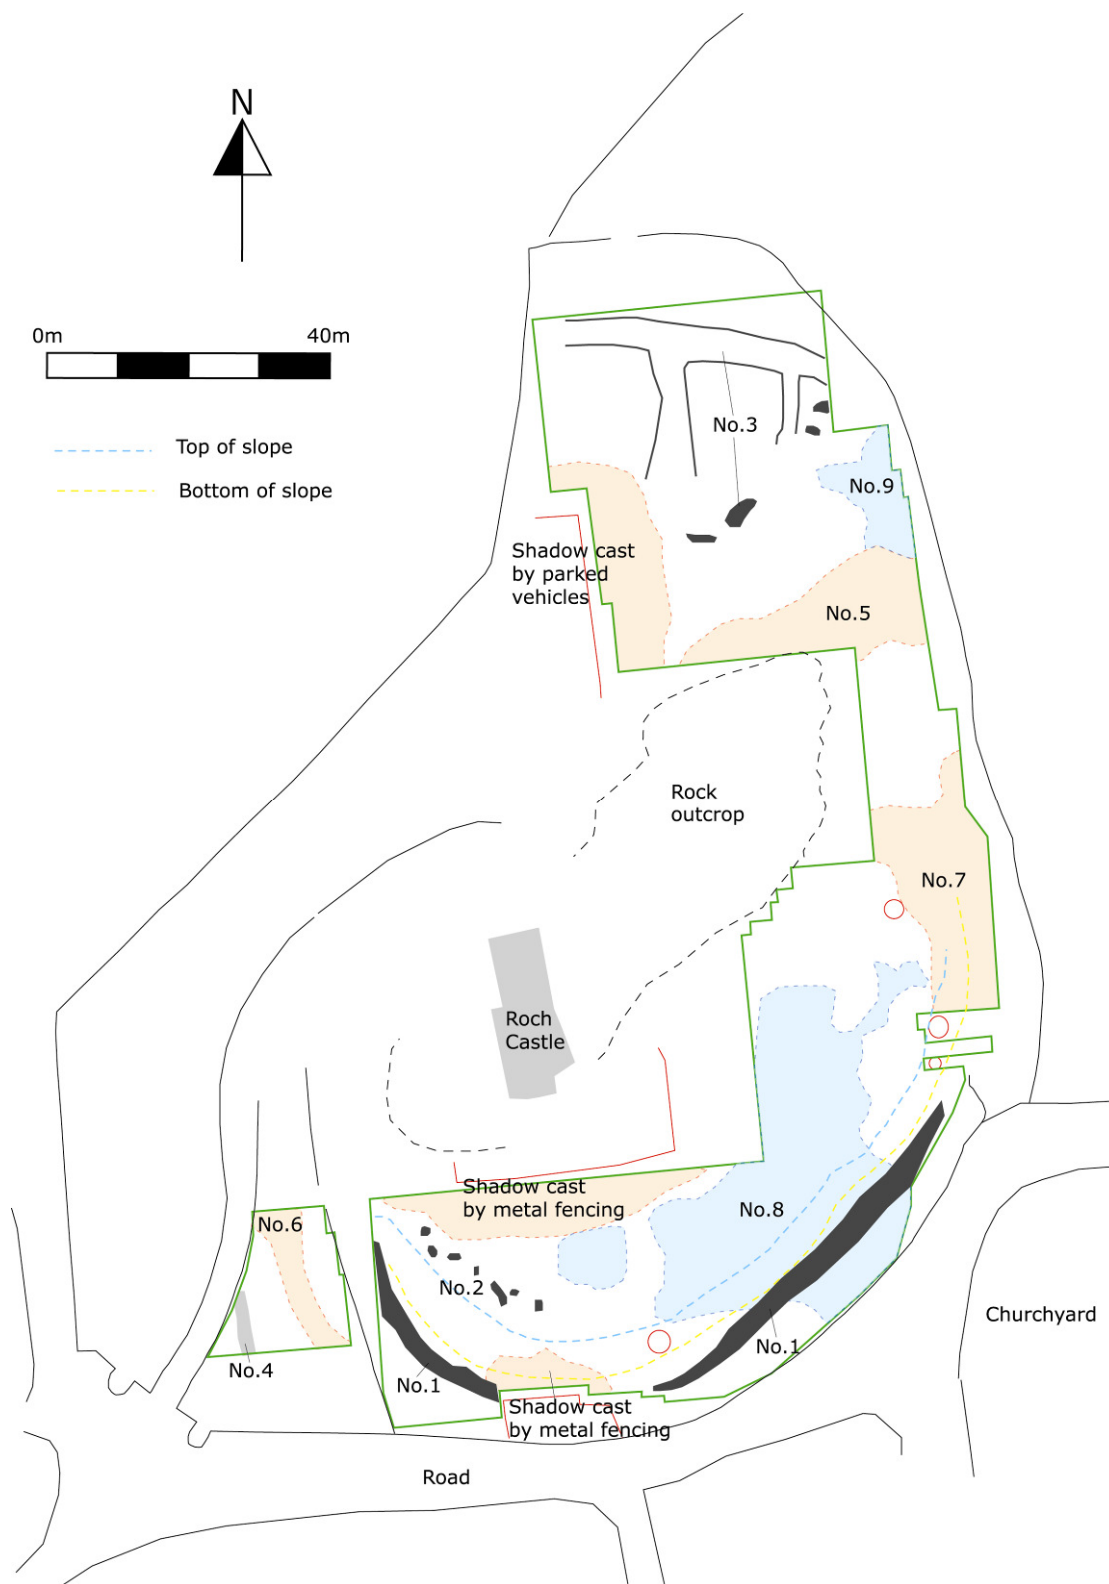 N
0m 40m
Top of slope
Bottom of slope
No.3
No.9
Shadow cast
by parked
vehicles
No.5
Rock
outcrop
No.7
Roch
Castle
Shadow cast
by metal fencing
No.6
No.8
No.2
No.4
No.1
No.1
Churchyard
Shadow cast
by metal fencing
Road